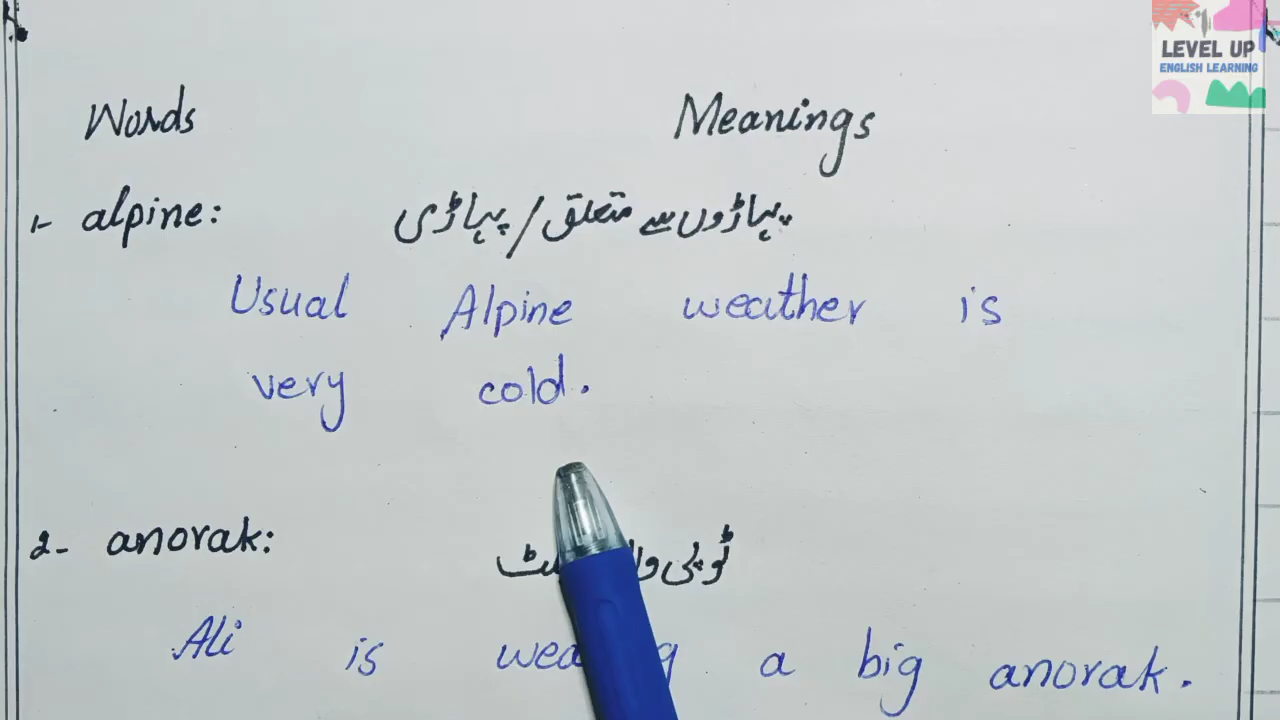 LEVEL UP
ENGLISH LEARNING
Words Meanings
1- alpine: پہاڑوں سے متعلق / پہاڑی
Usual Alpine weather is
very cold.
2- anorak: ٹوپی
Ali is a big anorak.